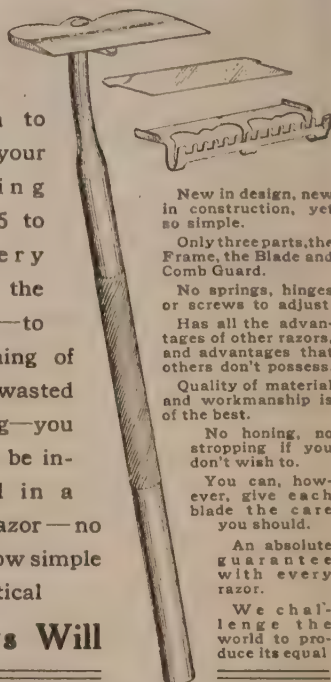 n to
your
ing
5 to
ery
the
—to
ning of
wasted
g—you
be in-
l in a
azor—no
ow simple
tical
s Will
New in design, new
in construction, yet
so simple.
Only three parts, the
Frame, the Blade and
Comb Guard.
No springs, hinges
or screws to adjust
Has all the advan-
tages of other razors,
and advantages that
others don't possess
Quality of material
and workmanship is
of the best.
No honing, no
stropping if you
don't wish to.
You can, how-
ever, give each
blade the care
you should.
An absolute
guarantee
with every
razor.
We chal-
lenge the
world to pro-
duce its equal